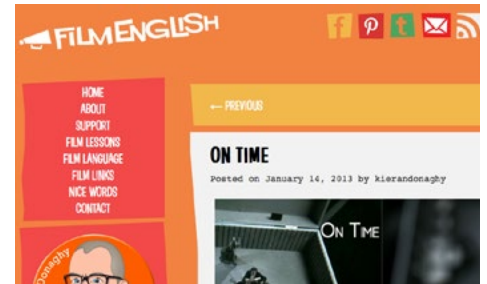 FILMENGLISH
f p t
HOME
ABOUT
SUPPORT
FILM LESSONS
FILM LANGUAGE
FILM LINKS
NICE WORDS
CONTACT
← PREVIOUS
ON TIME
Posted on January 14, 2013 by kierandonaghy
ON TIME
Donaghy